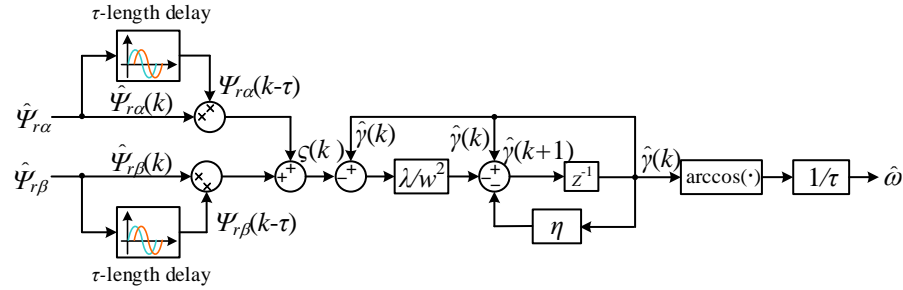 τ-length delay
Ψ̂rα
Ψ̂rα(k)
Ψrα(k-τ)
Ψ̂rβ
Ψ̂rβ(k)
Ψrβ(k-τ)
τ-length delay
ς(k)
γ̂(k)
λ/w²
γ̂(k)
γ̂(k+1)
z⁻¹
η
γ̂(k)
arccos(·)
1/τ
ω̂